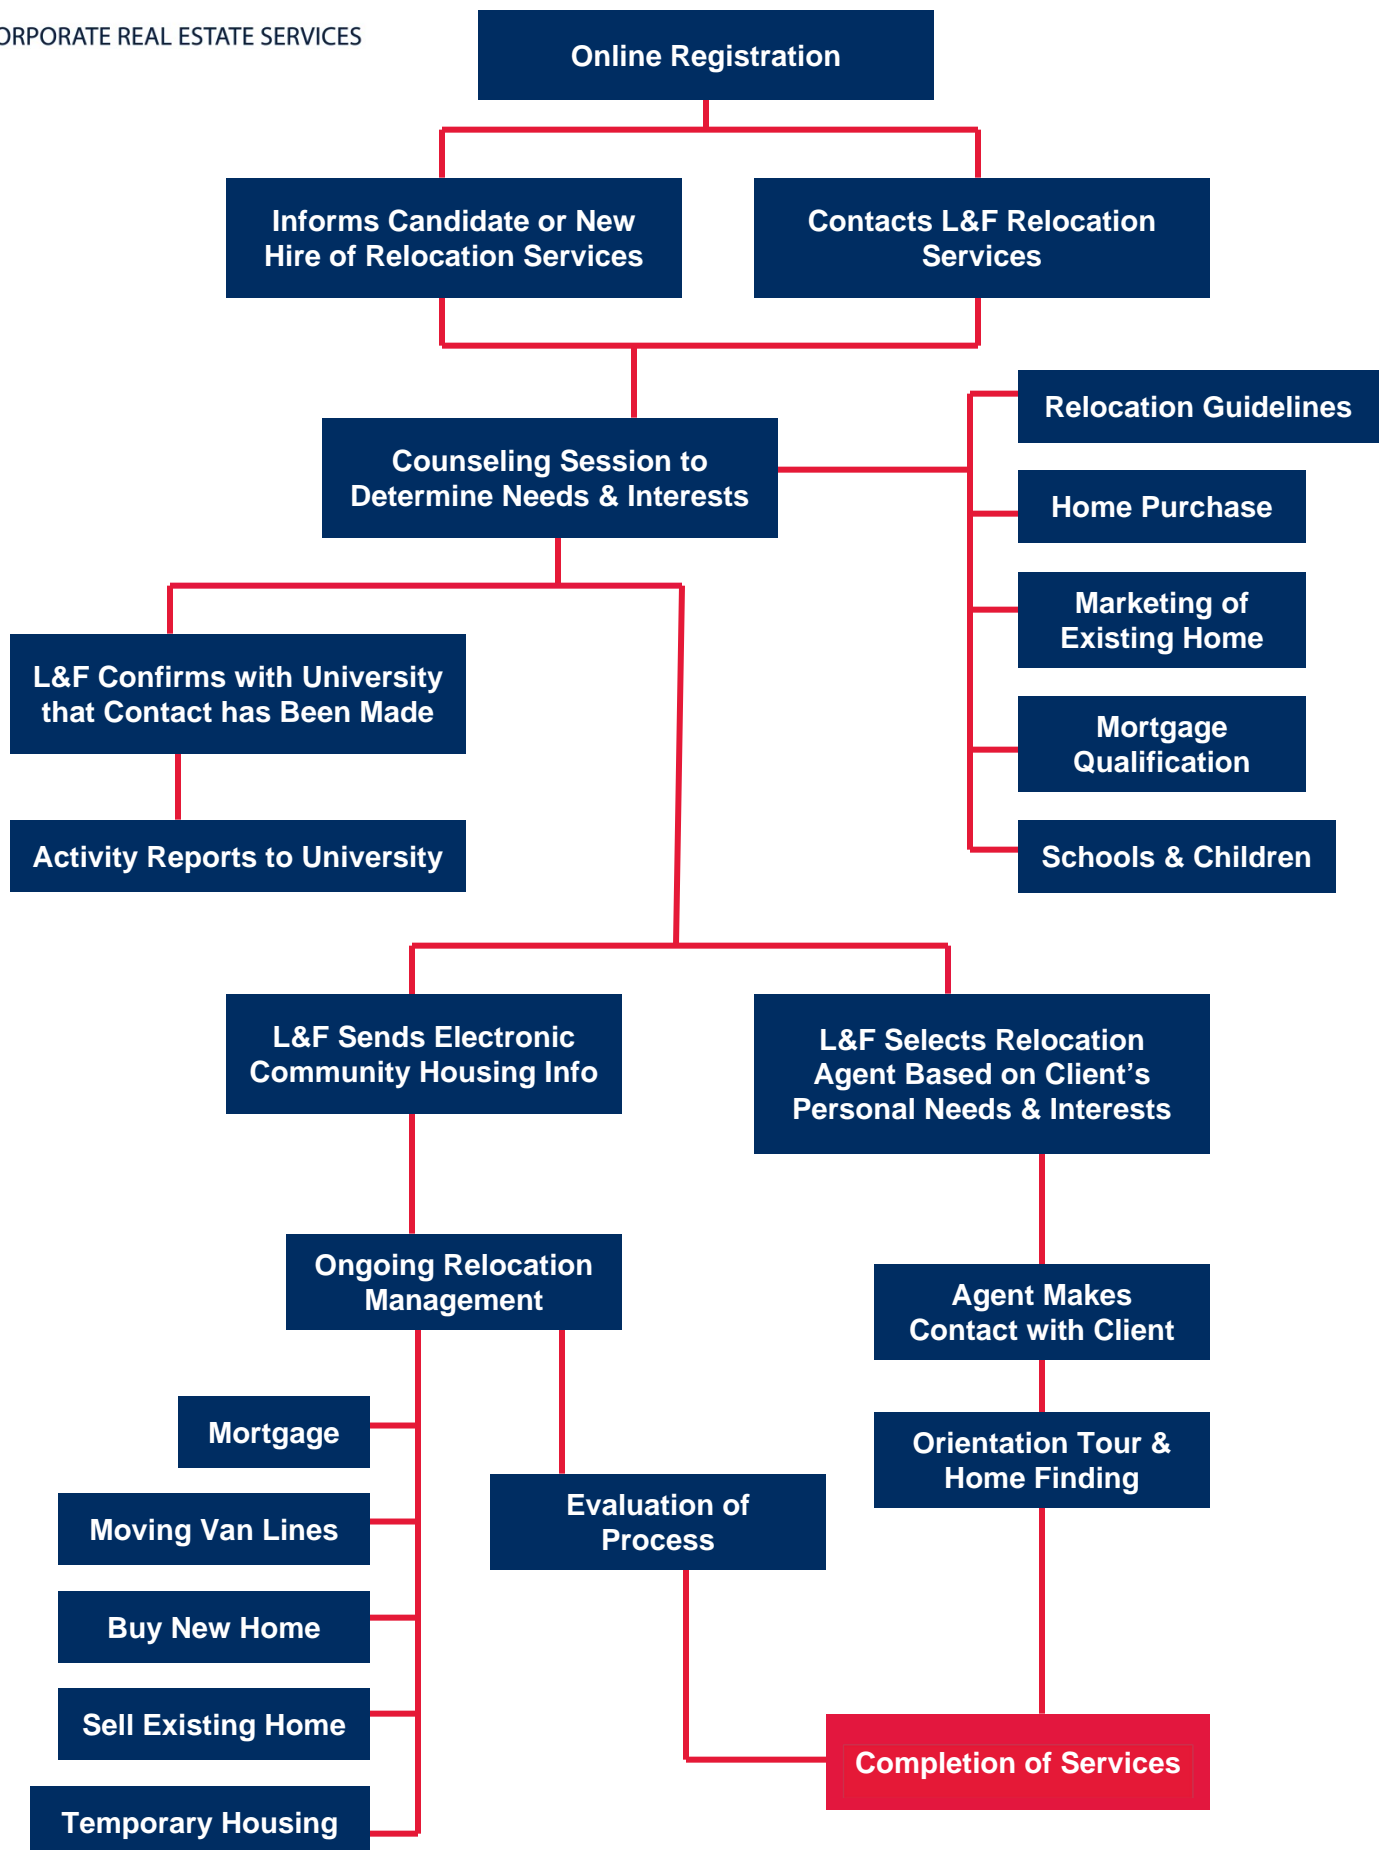 ORPORATE REAL ESTATE SERVICES
Online Registration
Informs Candidate or New
Hire of Relocation Services
Contacts L&F Relocation
Services
Counseling Session to
Determine Needs & Interests
Relocation Guidelines
Home Purchase
Marketing of
Existing Home
Mortgage
Qualification
Schools & Children
L&F Confirms with University
that Contact has Been Made
Activity Reports to University
L&F Sends Electronic
Community Housing Info
L&F Selects Relocation
Agent Based on Client’s
Personal Needs & Interests
Ongoing Relocation
Management
Agent Makes
Contact with Client
Mortgage
Orientation Tour &
Home Finding
Moving Van Lines
Evaluation of
Process
Buy New Home
Sell Existing Home
Completion of Services
Temporary Housing